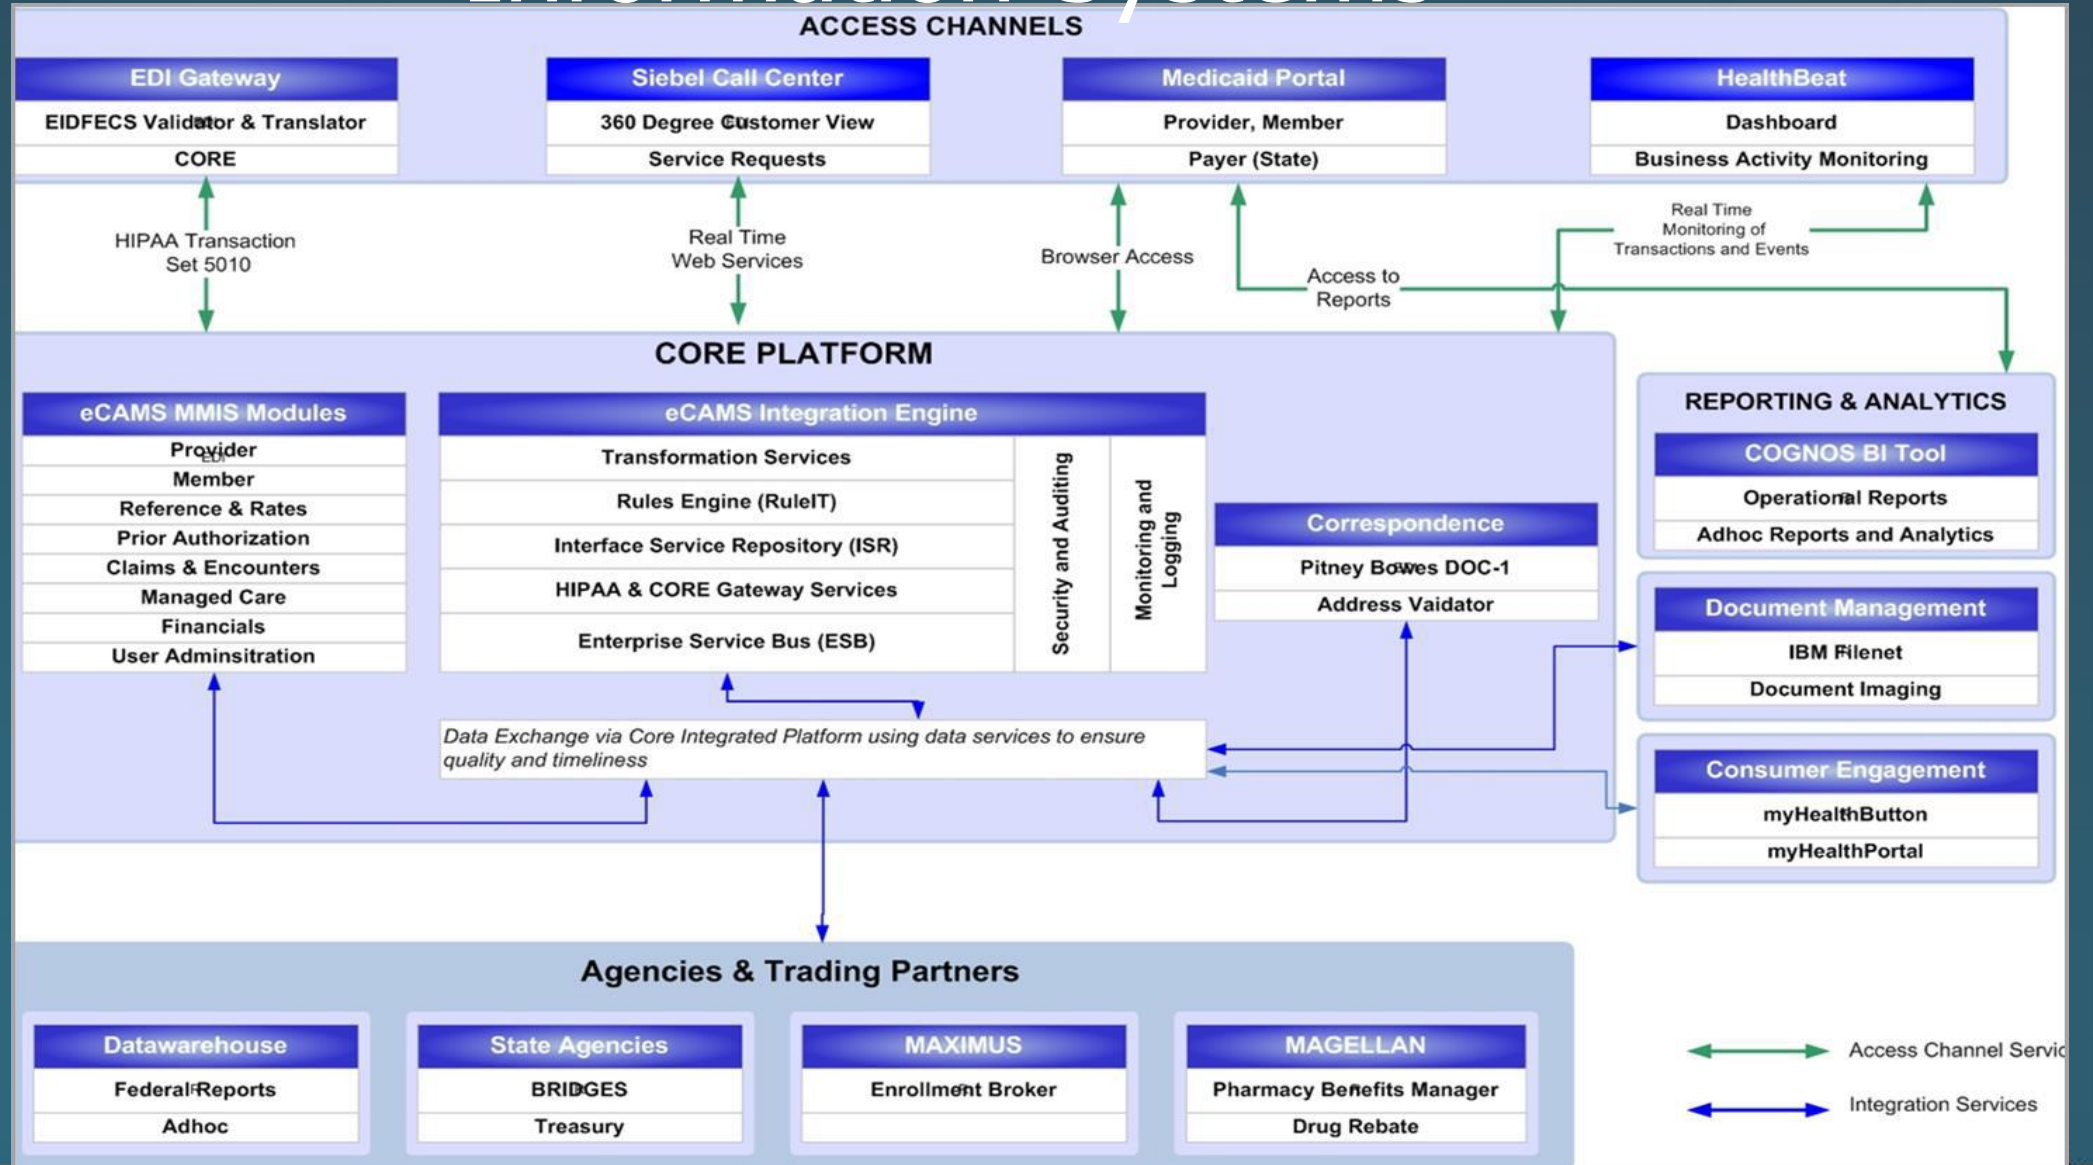 Information Systems
ACCESS CHANNELS
EDI Gateway
EIDFECS Validator & Translator
CORE
Siebel Call Center
360 Degree Customer View
Service Requests
Medicaid Portal
Provider, Member
Payer (State)
HealthBeat
Dashboard
Business Activity Monitoring
HIPAA Transaction
Set 5010
Real Time
Web Services
Browser Access
Access to
Reports
Real Time
Monitoring of
Transactions and Events
CORE PLATFORM
eCAMS MMIS Modules
Provider
EDI
Member
Reference & Rates
Prior Authorization
Claims & Encounters
Managed Care
Financials
User Adminsitration
eCAMS Integration Engine
Transformation Services
Rules Engine (RuleIT)
Interface Service Repository (ISR)
HIPAA & CORE Gateway Services
Enterprise Service Bus (ESB)
Security and Auditing
Monitoring and
Logging
Correspondence
Pitney Bowes DOC-1
Address Vaidator
Data Exchange via Core Integrated Platform using data services to ensure
quality and timeliness
REPORTING & ANALYTICS
COGNOS BI Tool
Operational Reports
Adhoc Reports and Analytics
Document Management
IBM Filenet
Document Imaging
Consumer Engagement
myHealthButton
myHealthPortal
Agencies & Trading Partners
Datawarehouse
Federal Reports
Adhoc
State Agencies
BRIDGES
Treasury
MAXIMUS
Enrollment Broker
MAGELLAN
Pharmacy Benefits Manager
Drug Rebate
Access Channel Servic
Integration Services